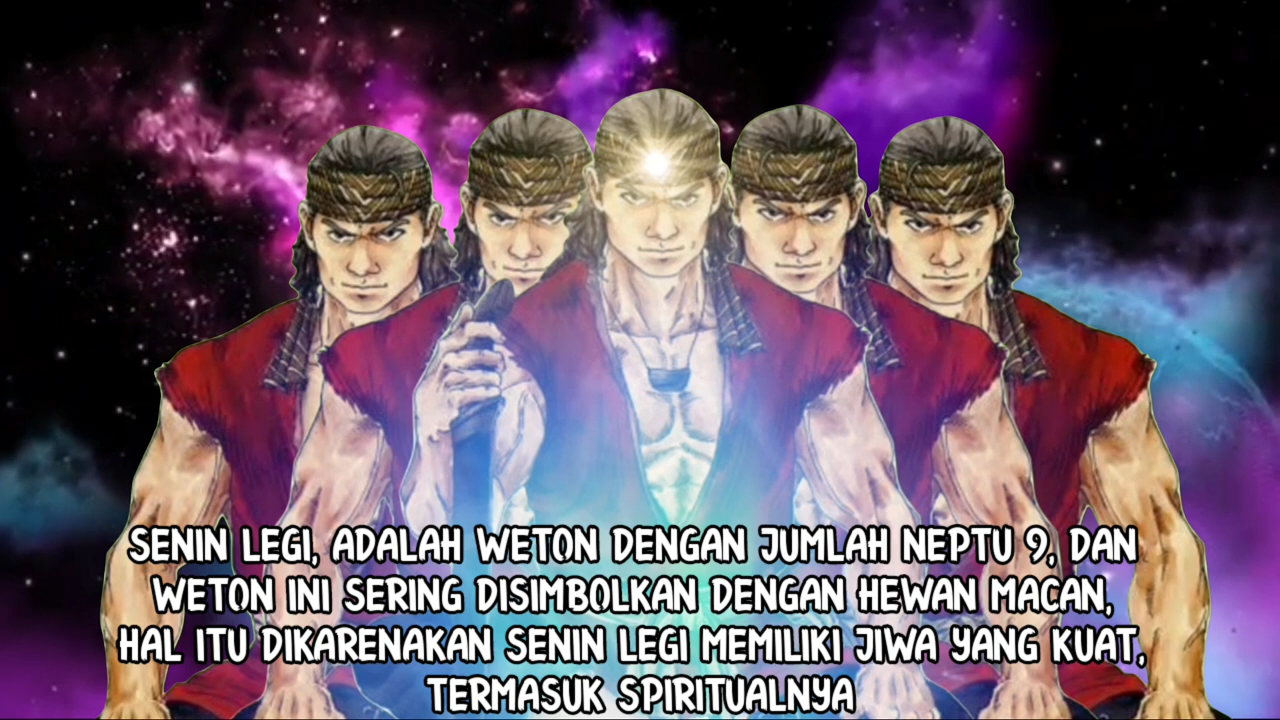 SENIN LEGI, ADALAH WETON DENGAN JUMLAH NEPTU 9, DAN
WETON INI SERING DISIMBOLKAN DENGAN HEWAN MACAN,
HAL ITU DIKARENAKAN SENIN LEGI MEMILIKI JIWA YANG KUAT,
TERMASUK SPIRITUALNYA